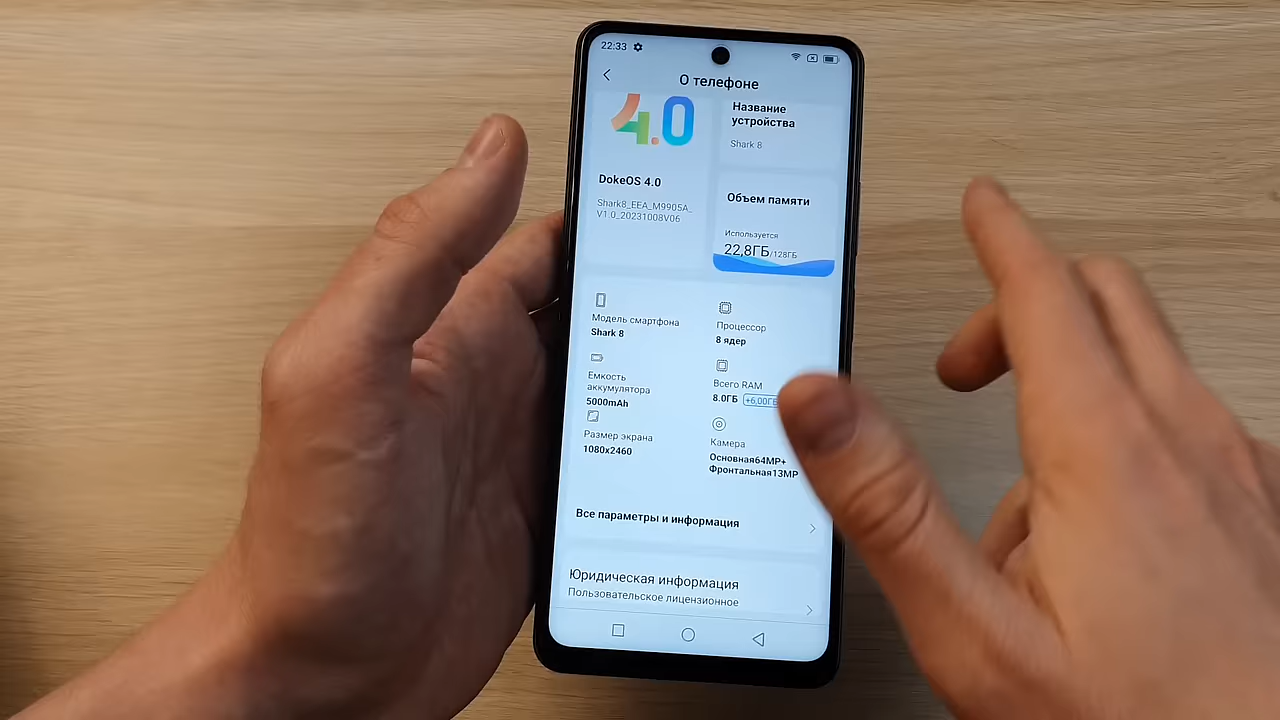 22:33
О телефоне
4.0
DokeOS 4.0
Shark8_EEA_M9905A_
V1.0_20231008V06
Название
устройства
Shark 8
Объем памяти
Используется
22,8ГБ/128ГБ
Модель смартфона
Shark 8
Процессор
8 ядер
Емкость
аккумулятора
5000mAh
Всего RAM
8.0ГБ +6,00ГБ
Размер экрана
1080x2460
Камера
Основная64MP+
Фронтальная13MP
Все параметры и информация
Юридическая информация
Пользовательское лицензионное